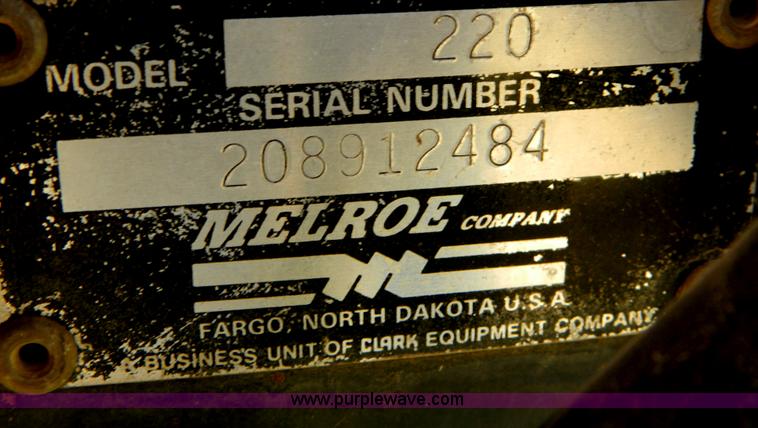 MODEL 220
SERIAL NUMBER
208912484
MELROE COMPANY
FARGO, NORTH DAKOTA U.S.A.
A BUSINESS UNIT OF CLARK EQUIPMENT COMPANY
www.purplewave.com